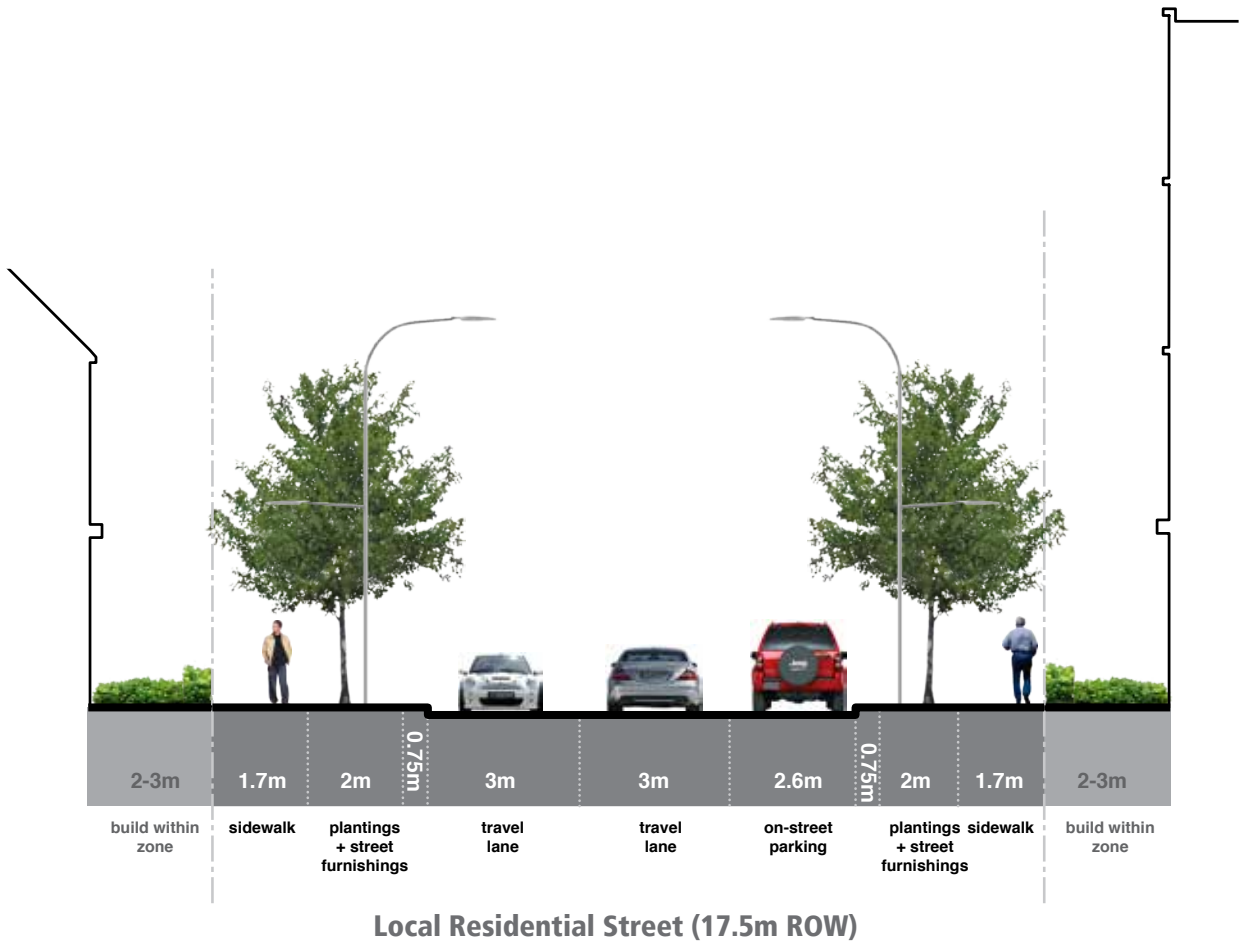 2-3m
1.7m
2m
0.75m
3m
3m
2.6m
0.75m
2m
1.7m
2-3m
build within
zone
sidewalk
plantings
+ street
furnishings
travel
lane
travel
lane
on-street
parking
plantings
+ street
furnishings
sidewalk
build within
zone
Local Residential Street (17.5m ROW)